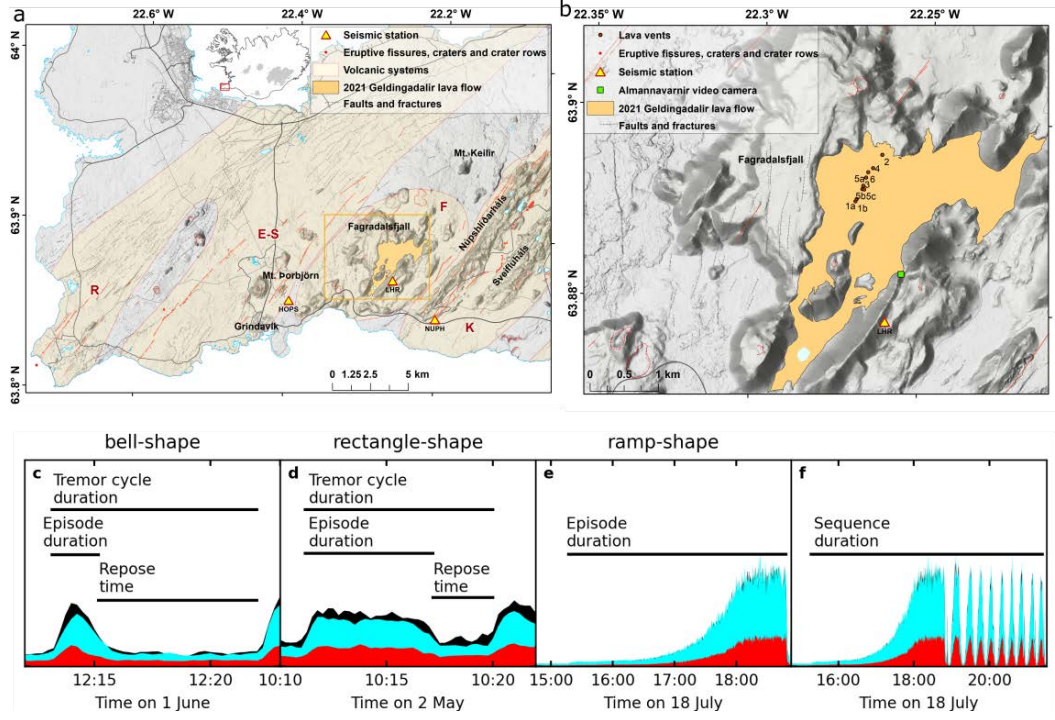 a
22.6°W
22.4°W
22.2°W
64° N
63.9° N
63.8° N
Seismic station
Eruptive fissures, craters and crater rows
Volcanic systems
2021 Geldingadalir lava flow
Faults and fractures
Mt. Keilir
F
Fagradalsfjall
Núpshlíðarháls
Sveifluháls
E-S
Mt. Þorbjörn
R
LHR
HOPS
NUPH
Grindavík
K
0 1.25 2.5 5 km
b
22.35°W
22.3°W
22.25°W
63.9° N
63.88° N
Lava vents
Eruptive fissures, craters and crater rows
Seismic station
Almannavarnir video camera
2021 Geldingadalir lava flow
Faults and fractures
Fagradalsfjall
2
4
5a
6
3
5b5c
1a
1b
LHR
0 0.5 1 km
bell-shape
rectangle-shape
ramp-shape
c
Tremor cycle
duration
Episode
duration
Repose
time
12:15
12:20
Time on 1 June
d
Tremor cycle
duration
Episode duration
Repose
time
10:10
10:15
10:20
Time on 2 May
e
Episode duration
15:00
16:00
17:00
18:00
Time on 18 July
f
Sequence
duration
16:00
18:00
20:00
Time on 18 July